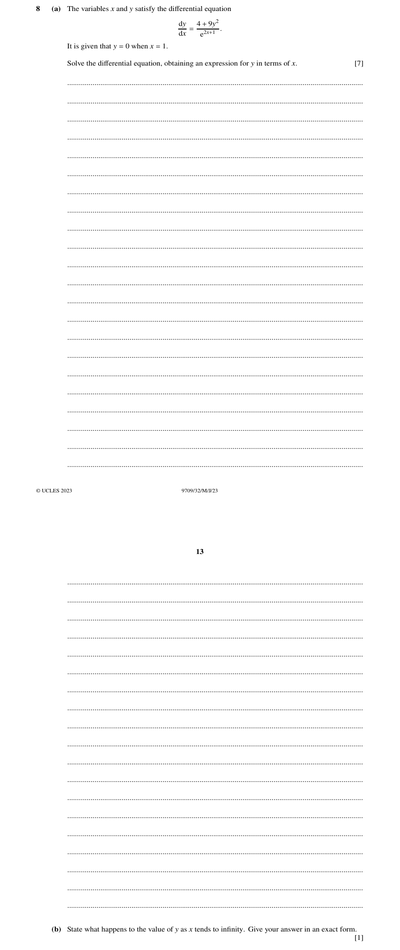 8 (a) The variables x and y satisfy the differential equation
dy/dx = (4 + 9y²)/e^(2x+1).
It is given that y = 0 when x = 1.
Solve the differential equation, obtaining an expression for y in terms of x. [7]
© UCLES 2023 9709/32/M/J/23
13
(b) State what happens to the value of y as x tends to infinity. Give your answer in an exact form.
[1]